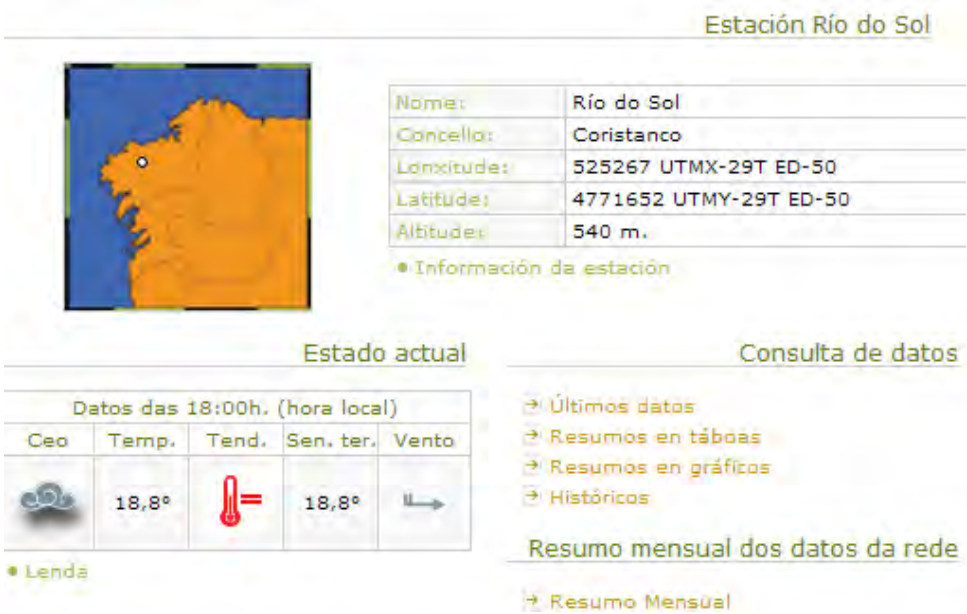 Estación Río do Sol
Nome: Río do Sol
Concello: Coristanco
Lonxitude: 525267 UTMX-29T ED-50
Latitude: 4771652 UTMY-29T ED-50
Altitude: 540 m.
Información da estación
Estado actual
Datos das 18:00h. (hora local)
Ceo Temp. Tend. Sen. ter. Vento
18,8º 18,8º
Lenda
Consulta de datos
Últimos datos
Resumos en táboas
Resumos en gráficos
Históricos
Resumo mensual dos datos da rede
Resumo Mensual